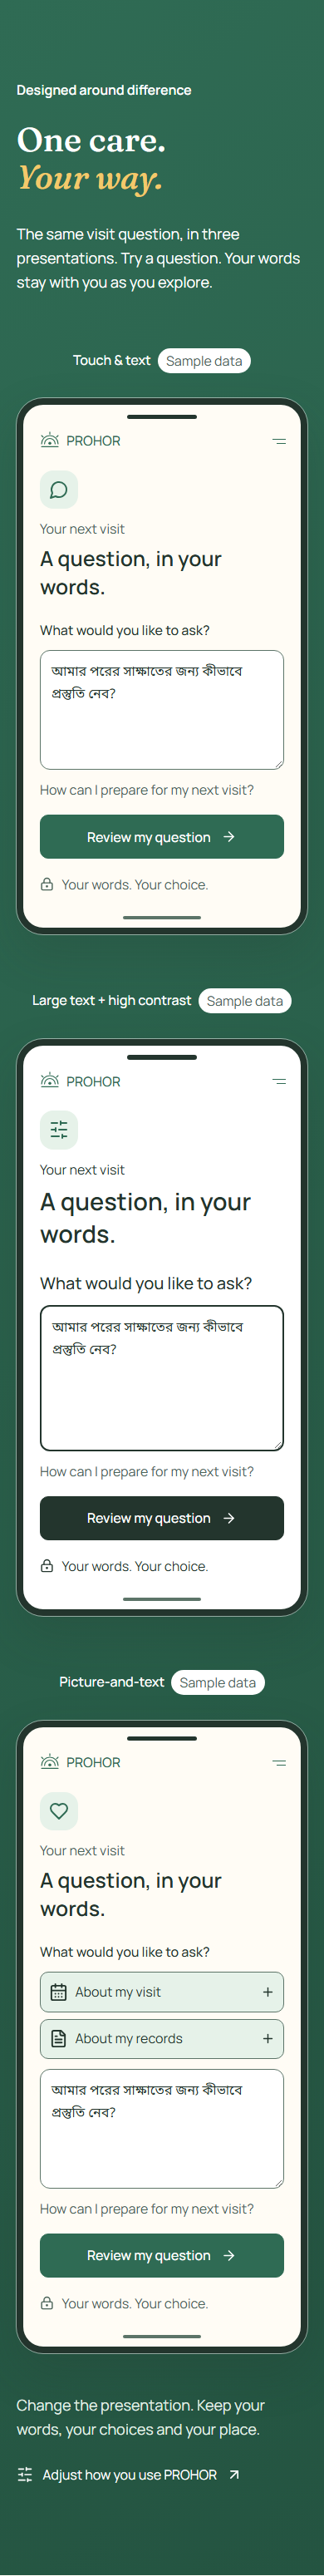 Designed around difference
One care.
Your way.
The same visit question, in three
presentations. Try a question. Your words
stay with you as you explore.
Touch & text
Sample data
PROHOR
Your next visit
A question, in your
words.
What would you like to ask?
আমার পরের সাক্ষাতের জন্য কীভাবে
প্রস্তুতি নেব?
How can I prepare for my next visit?
Review my question
Your words. Your choice.
Large text + high contrast
Sample data
PROHOR
Your next visit
A question, in your
words.
What would you like to ask?
আমার পরের সাক্ষাতের জন্য কীভাবে
প্রস্তুতি নেব?
How can I prepare for my next visit?
Review my question
Your words. Your choice.
Picture-and-text
Sample data
PROHOR
Your next visit
A question, in your
words.
What would you like to ask?
About my visit
About my records
আমার পরের সাক্ষাতের জন্য কীভাবে
প্রস্তুতি নেব?
How can I prepare for my next visit?
Review my question
Your words. Your choice.
Change the presentation. Keep your
words, your choices and your place.
Adjust how you use PROHOR